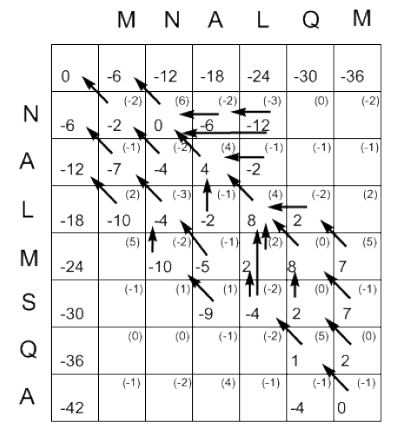 M N A L Q M
0 -6 -12 -18 -24 -30 -36
(-2) (6) (-2) (-3) (0) (-2)
N -6 -2 0 -6 -12
(-1) (-2) (4) (-1) (-1) (-1)
A -12 -7 -4 4 -2
(2) (-3) (-1) (4) (-2) (2)
L -18 -10 -4 -2 8 2
(5) (-2) (-1) (2) (0) (5)
M -24 -10 -5 2 8 7
(-1) (1) (1) (-2) (0) (-1)
S -30 -9 -4 2 7
(0) (0) (-1) (-2) (5) (0)
Q -36 1 2
(-1) (-2) (4) (-1) (-1) (-1)
A -42 -4 0